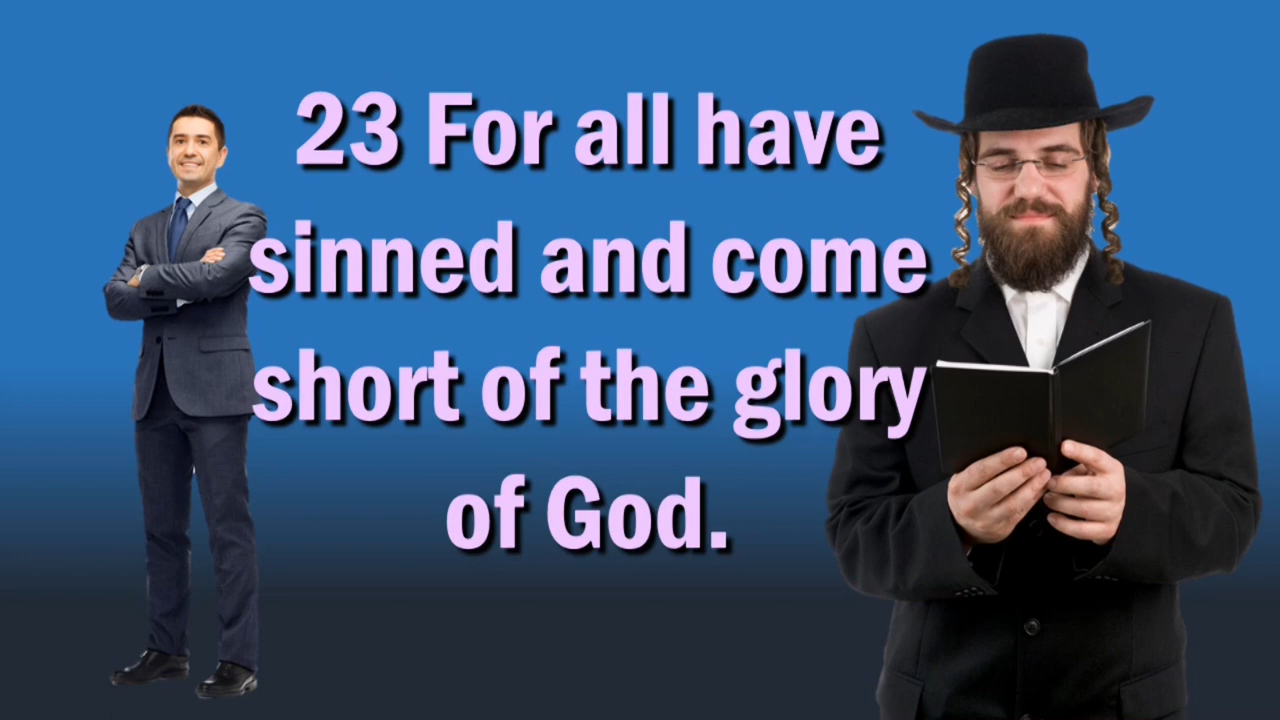 23 For all have
sinned and come
short of the glory
of God.